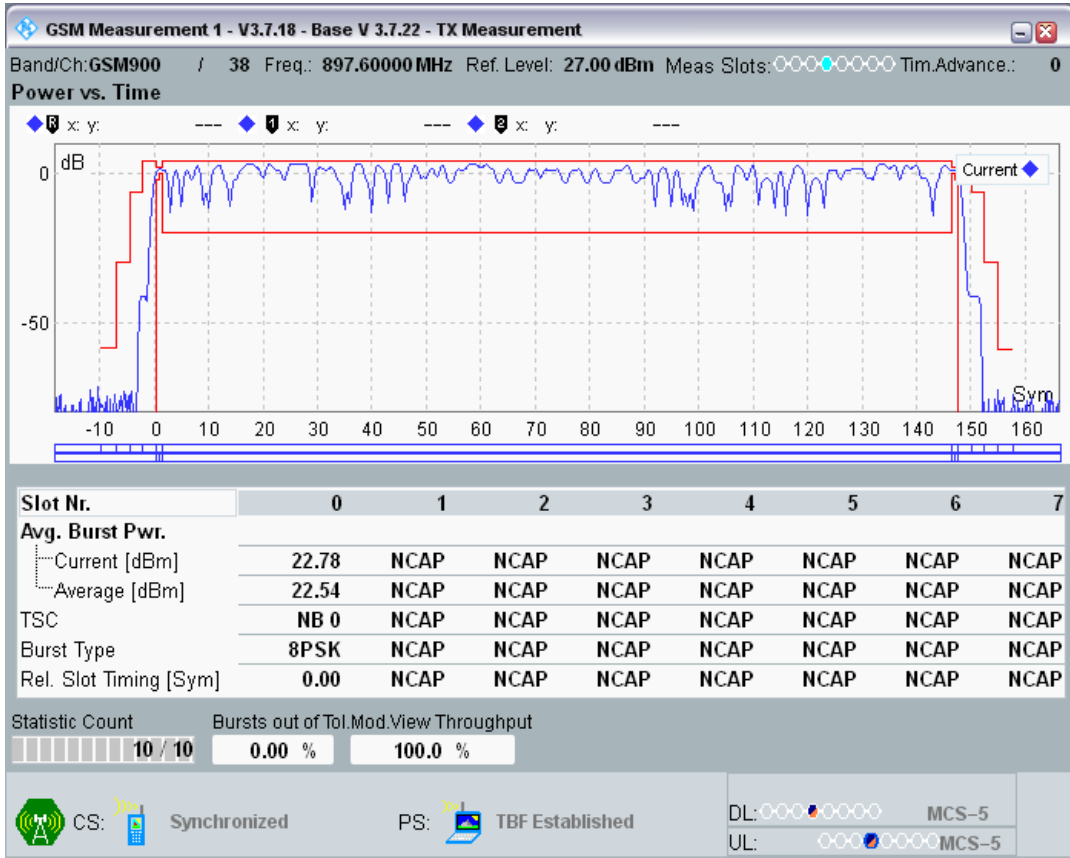 GSM Measurement 1 - V3.7.18 - Base V 3.7.22 - TX Measurement
Band/Ch:GSM900 / 38 Freq.: 897.60000 MHz Ref. Level: 27.00 dBm Meas Slots: Tim.Advance.: 0
Power vs. Time
R x: y: --- 1 x: y: --- 2 x: y: ---
dB
Current
0
-50
Sym
-10 0 10 20 30 40 50 60 70 80 90 100 110 120 130 140 150 160
Slot Nr. 0 1 2 3 4 5 6 7
Avg. Burst Pwr.
Current [dBm] 22.78 NCAP NCAP NCAP NCAP NCAP NCAP NCAP
Average [dBm] 22.54 NCAP NCAP NCAP NCAP NCAP NCAP NCAP
TSC NB 0 NCAP NCAP NCAP NCAP NCAP NCAP NCAP
Burst Type 8PSK NCAP NCAP NCAP NCAP NCAP NCAP NCAP
Rel. Slot Timing [Sym] 0.00 NCAP NCAP NCAP NCAP NCAP NCAP NCAP
Statistic Count Bursts out of Tol. Mod.View Throughput
10 / 10 0.00 % 100.0 %
CS: Synchronized PS: TBF Established
DL: MCS-5
UL: MCS-5